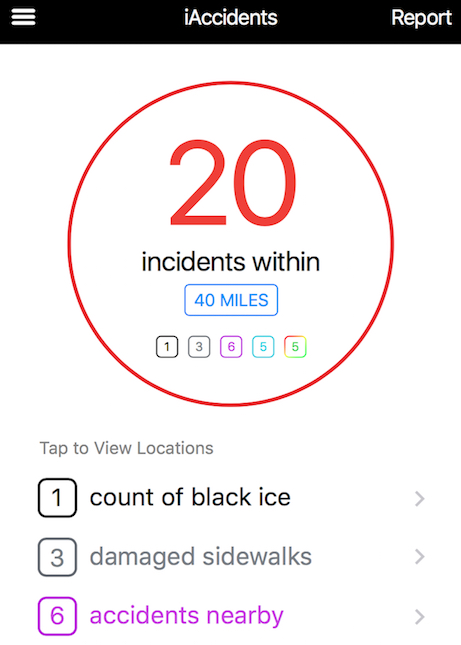 iAccidents Report
20
incidents within
40 MILES
1 3 6 5 5
Tap to View Locations
1 count of black ice
3 damaged sidewalks
6 accidents nearby